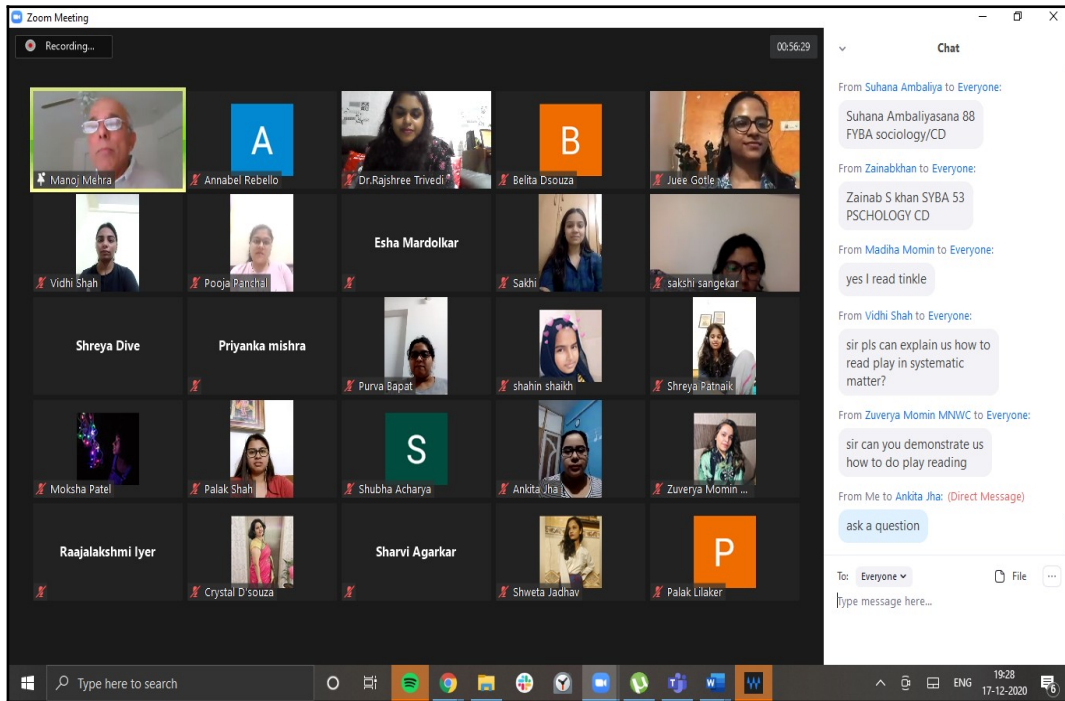 Zoom Meeting
Recording...
00:56:29
Manoj Mehra
A
Annabel Rebello
Dr.Rajshree Trivedi
B
Belita Dsouza
Juee Gotle
Vidhi Shah
Pooja Panchal
Esha Mardolkar
Sakhi
sakshi sangekar
Shreya Dive
Priyanka mishra
Purva Bapat
shahin shaikh
Shreya Patnaik
Moksha Patel
Palak Shah
S
Shubha Acharya
Ankita Jha
Zuverya Momin ...
Raajalakshmi Iyer
Crystal D'souza
Sharvi Agarkar
Shweta Jadhav
P
Palak Lilaker
Chat
From Suhana Ambaliya to Everyone:
Suhana Ambaliyasana 88
FYBA sociology/CD
From Zainabkhan to Everyone:
Zainab S khan SYBA 53
PSCHOLOGY CD
From Madiha Momin to Everyone:
yes I read tinkle
From Vidhi Shah to Everyone:
sir pls can explain us how to
read play in systematic
matter?
From Zuverya Momin MNWC to Everyone:
sir can you demonstrate us
how to do play reading
From Me to Ankita Jha: (Direct Message)
ask a question
To: Everyone
File
...
Type message here...
Type here to search
ENG
19:28
17-12-2020
6